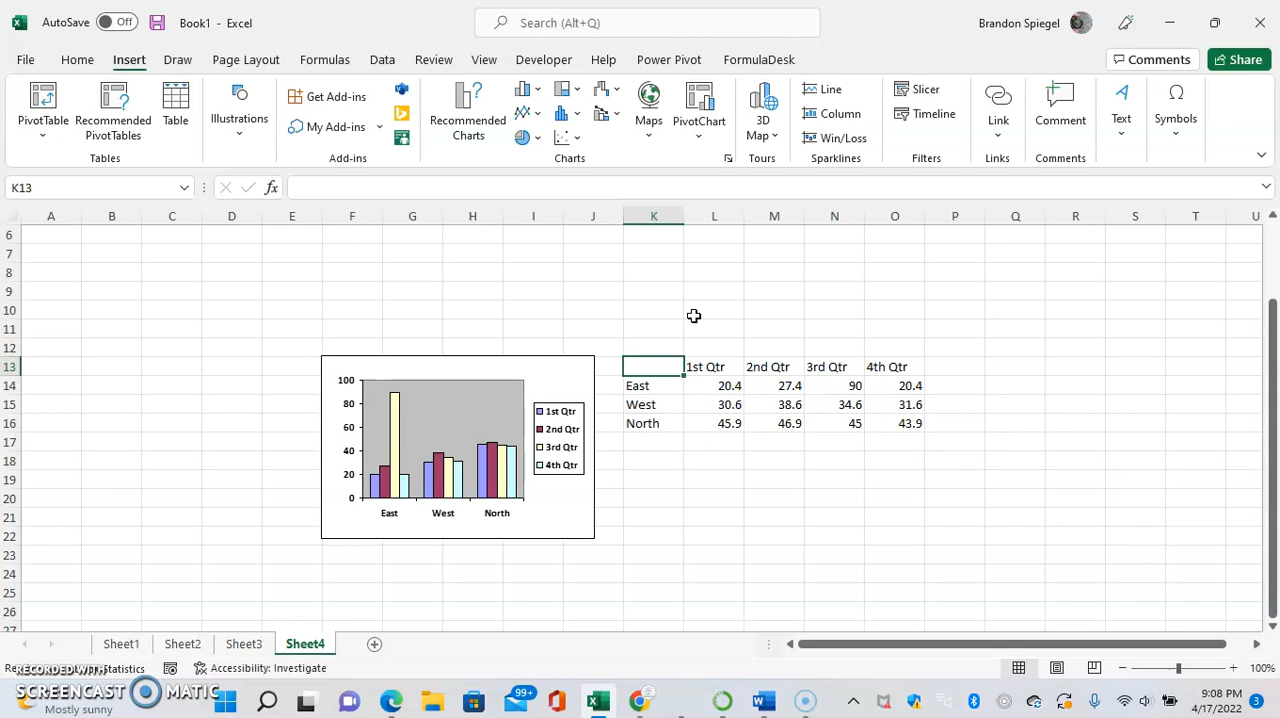 AutoSave Off Book1 - Excel Search (Alt+Q) Brandon Spiegel
File Home Insert Draw Page Layout Formulas Data Review View Developer Help Power Pivot FormulaDesk Comments Share
PivotTable Recommended PivotTables Table Illustrations Get Add-ins My Add-ins Recommended Charts Maps PivotChart 3D Map Line Column Win/Loss Slicer Timeline Link Comment Text Symbols
Tables Add-ins Charts Tours Sparklines Filters Links Comments
K13 fx
A B C D E F G H I J K L M N O P Q R S T U
6
7
8
9
10
11
12
13 1st Qtr 2nd Qtr 3rd Qtr 4th Qtr
14 East 20.4 27.4 90 20.4
15 West 30.6 38.6 34.6 31.6
16 North 45.9 46.9 45 43.9
17
18
19
20
21
22
23
24
25
26
27
100
80
60
40
20
0
East West North
1st Qtr
2nd Qtr
3rd Qtr
4th Qtr
Sheet1 Sheet2 Sheet3 Sheet4
Statistics Accessibility: Investigate 100%
RECORDED WITH
SCREENCAST MATIC
Mostly sunny
99+
9:08 PM
4/17/2022
3